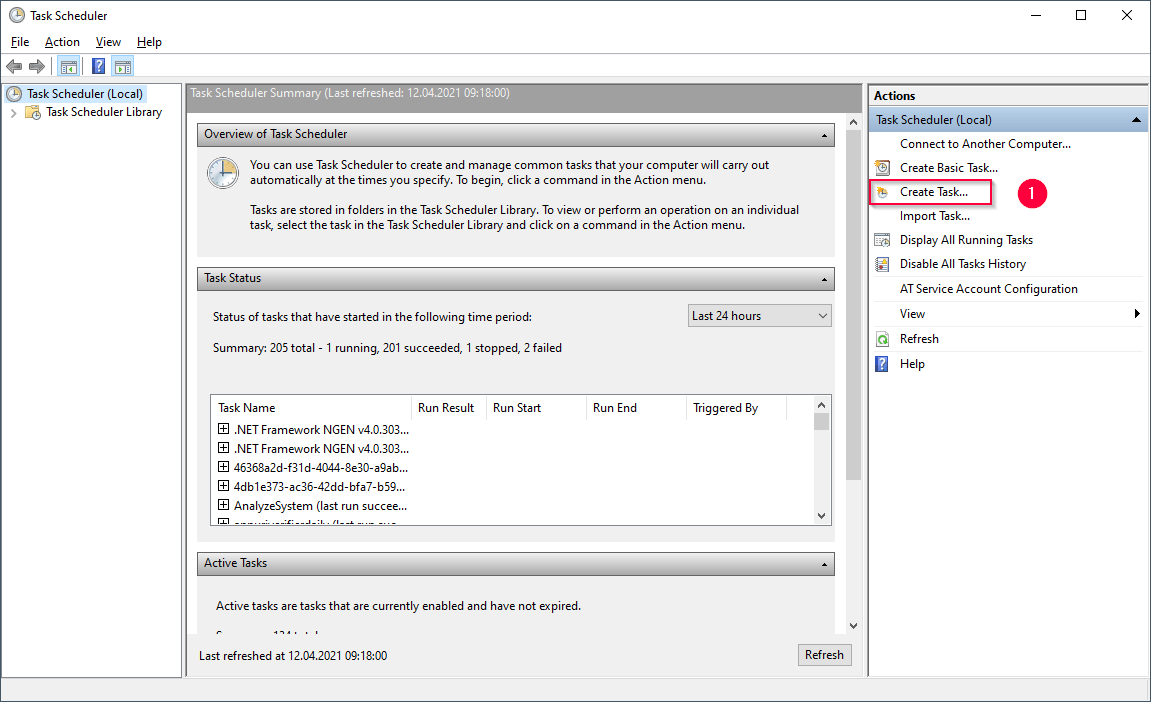 Task Scheduler
File Action View Help
Task Scheduler (Local)
Task Scheduler Library
Task Scheduler Summary (Last refreshed: 12.04.2021 09:18:00)
Overview of Task Scheduler
You can use Task Scheduler to create and manage common tasks that your computer will carry out
automatically at the times you specify. To begin, click a command in the Action menu.
Tasks are stored in folders in the Task Scheduler Library. To view or perform an operation on an individual
task, select the task in the Task Scheduler Library and click on a command in the Action menu.
Task Status
Status of tasks that have started in the following time period:
Last 24 hours
Summary: 205 total - 1 running, 201 succeeded, 1 stopped, 2 failed
Task Name Run Result Run Start Run End Triggered By
.NET Framework NGEN v4.0.303...
.NET Framework NGEN v4.0.303...
46368a2d-f31d-4044-8e30-a9ab...
4db1e373-ac36-42dd-bfa7-b59...
AnalyzeSystem (last run succee...
Active Tasks
Active tasks are tasks that are currently enabled and have not expired.
Last refreshed at 12.04.2021 09:18:00
Refresh
Actions
Task Scheduler (Local)
Connect to Another Computer...
Create Basic Task...
Create Task...
1
Import Task...
Display All Running Tasks
Disable All Tasks History
AT Service Account Configuration
View
Refresh
Help